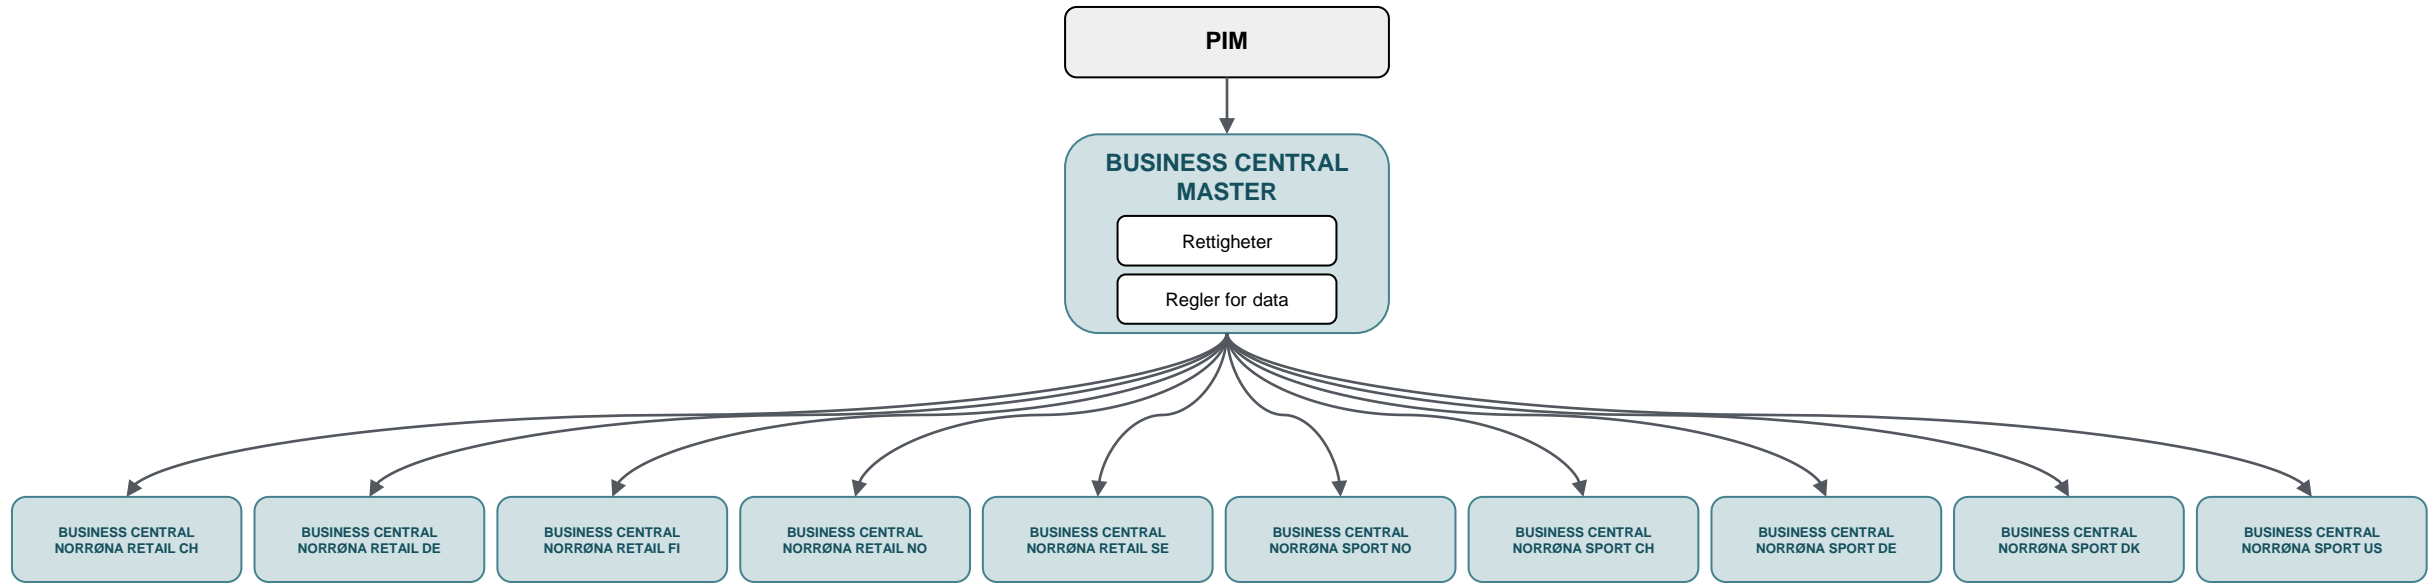 PIM
BUSINESS CENTRAL
MASTER
Rettigheter
Regler for data
BUSINESS CENTRAL
NORRØNA RETAIL CH
BUSINESS CENTRAL
NORRØNA RETAIL DE
BUSINESS CENTRAL
NORRØNA RETAIL FI
BUSINESS CENTRAL
NORRØNA RETAIL NO
BUSINESS CENTRAL
NORRØNA RETAIL SE
BUSINESS CENTRAL
NORRØNA SPORT NO
BUSINESS CENTRAL
NORRØNA SPORT CH
BUSINESS CENTRAL
NORRØNA SPORT DE
BUSINESS CENTRAL
NORRØNA SPORT DK
BUSINESS CENTRAL
NORRØNA SPORT US